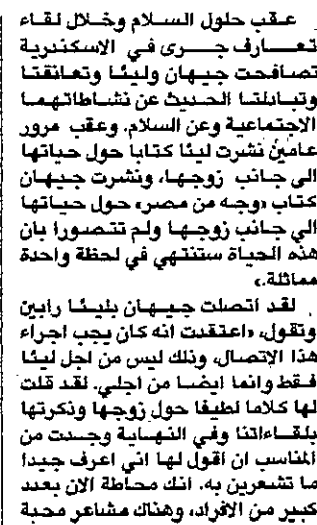 عقب حلول السلام وخلال لقاء
تعارف جرى في الاسكندرية
تصافحت جيهان وليئا وتعانقتا
وتبادلتا الحديث عن نشاطاتهما
الاجتماعية وعن السلام. وعقب مرور
عامين نشرت ليئا كتابا حول حياتها
الى جانب زوجها، ونشرت جيهان
كتاب «وجه من مصر» حول حياتها
الي جانب زوجها ولم تتصورا بان
هذه الحياة ستنتهي في لحظة واحدة
مماثلة.»
لقد اتصلت جيهان بليئا رابين
وتقول، «اعتقدت انه كان يجب اجراء
هذا الاتصال، وذلك ليس من اجل ليئا
فقط وانما ايضا من اجلي. لقد قلت
لها كلاما لطيفا حول زوجها وذكرتها
بلقاءاتنا وفي النهاية وجدت من
المناسب ان اقول لها اني اعرف جيدا
ما تشعرين به. انك محاطة الآن بعدد
كبير من الافراد، وهناك مشاعر محبة